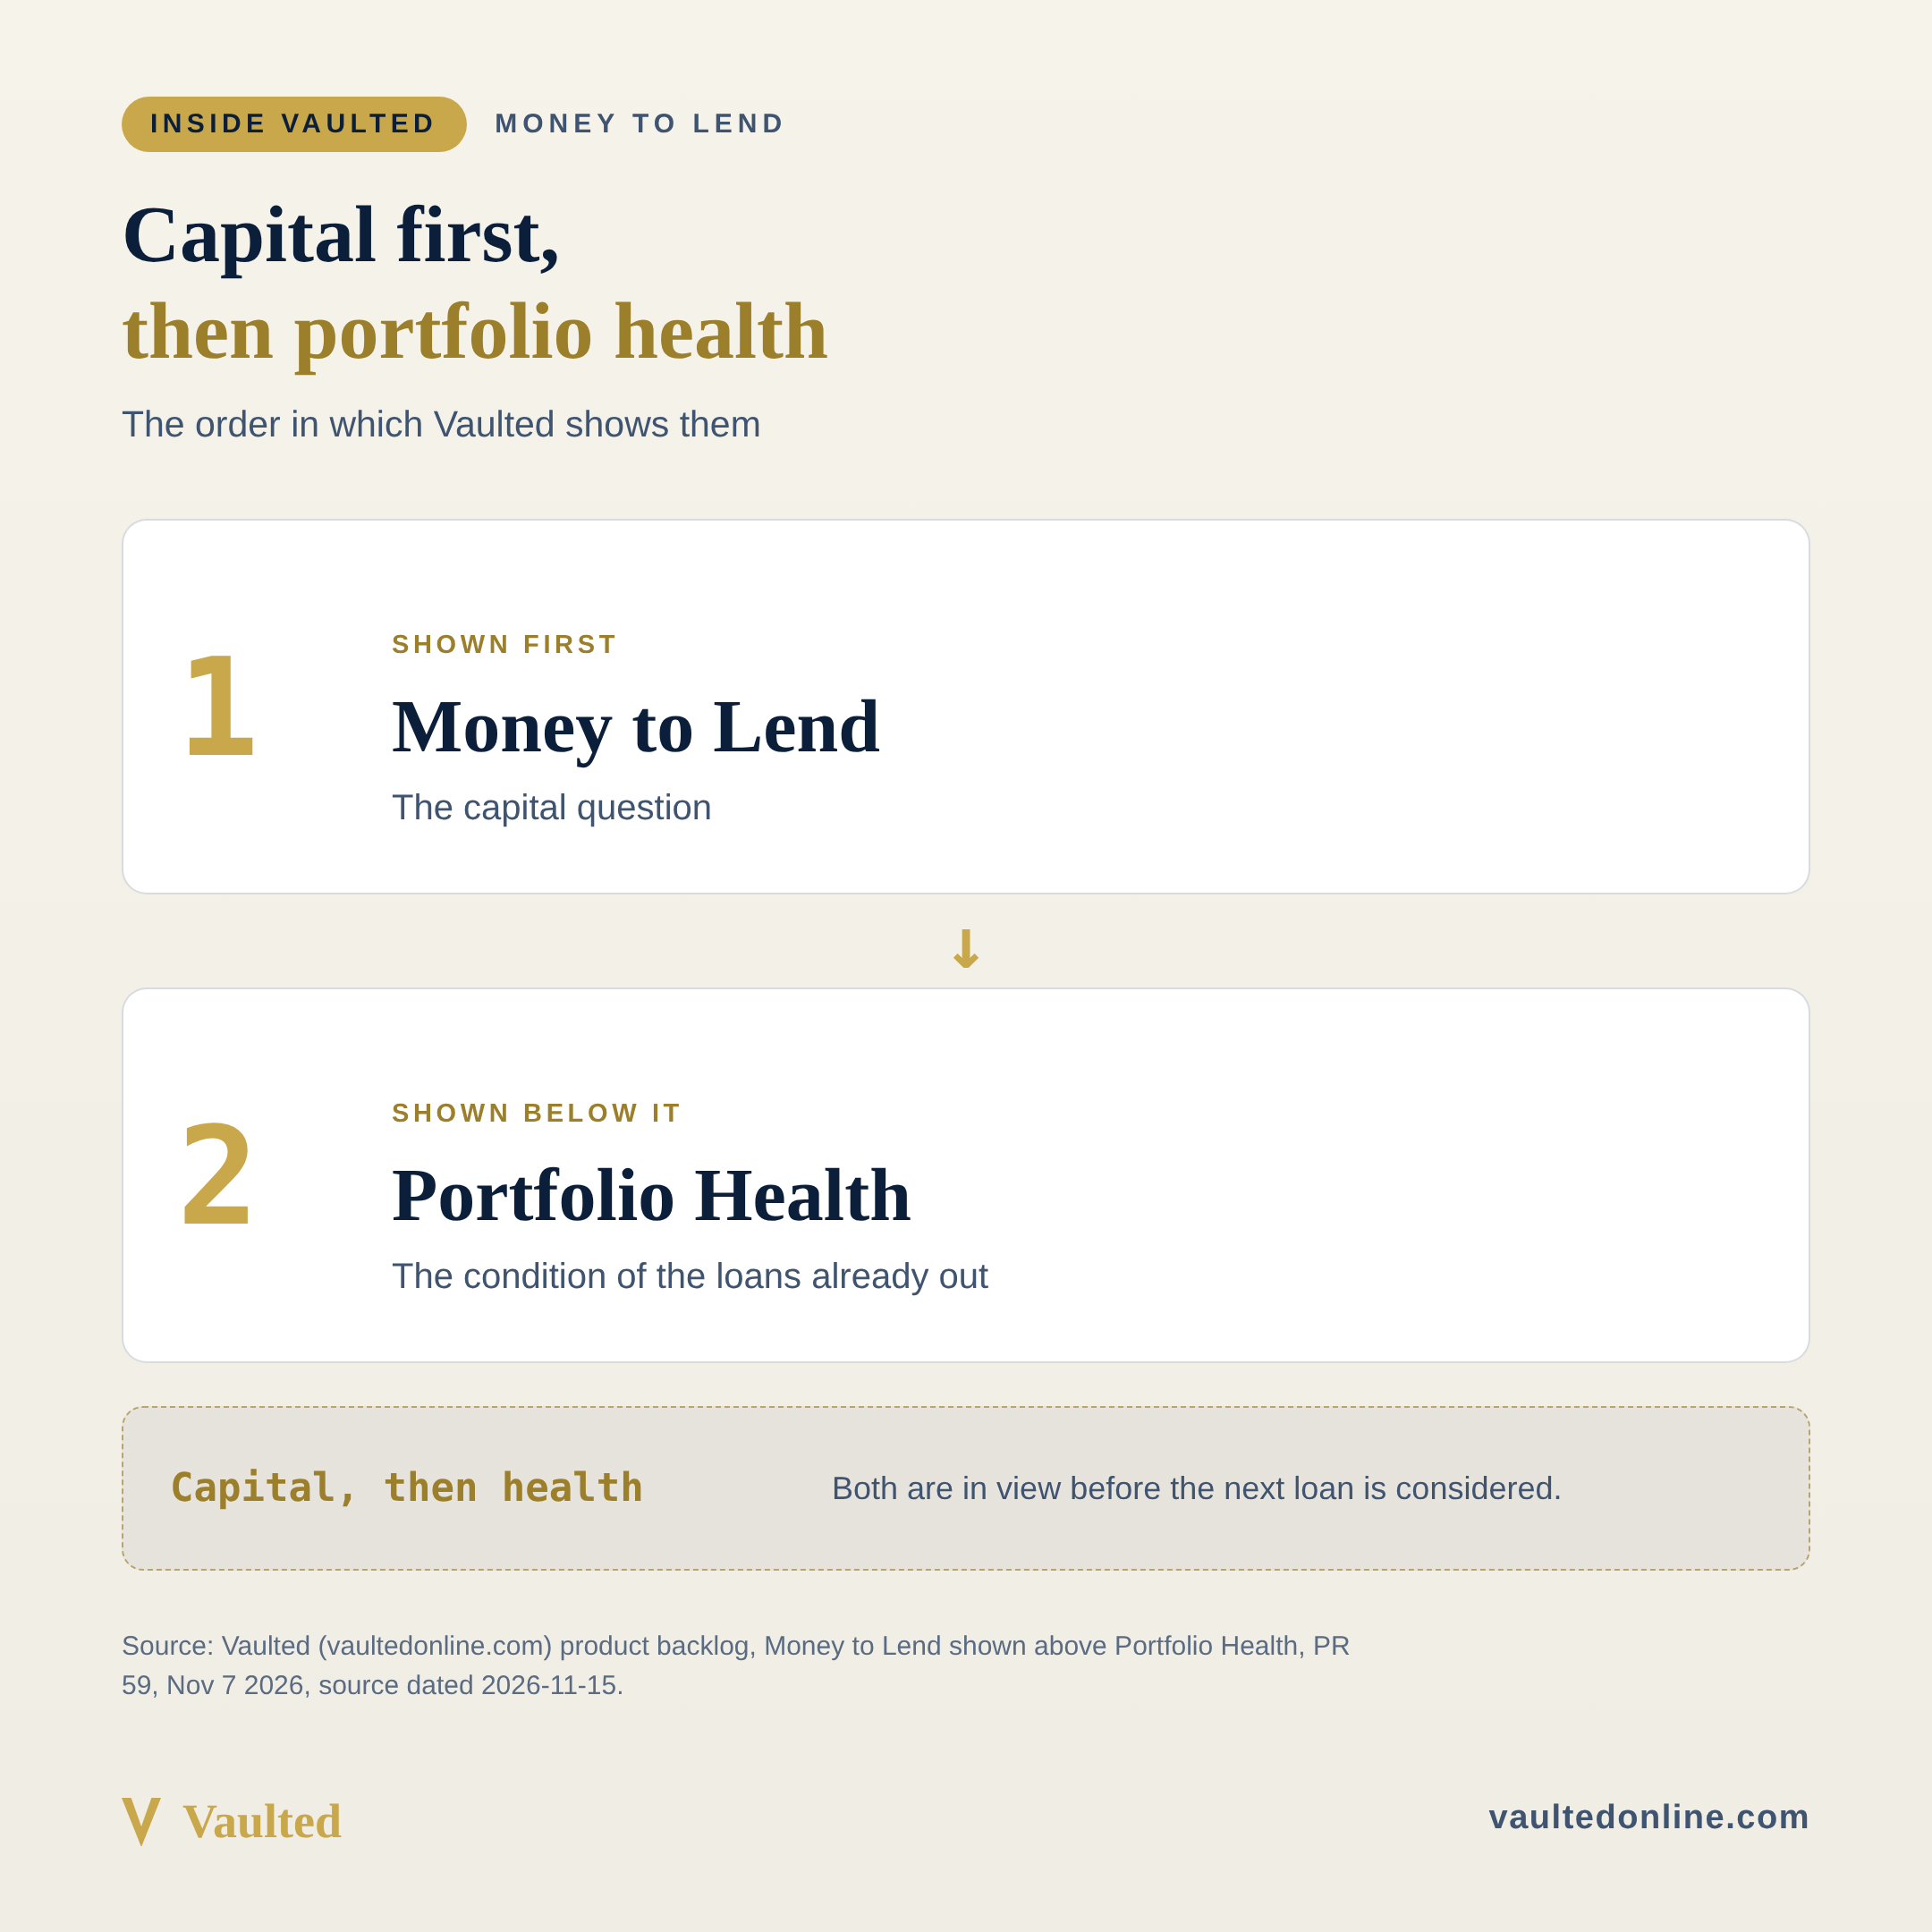 INSIDE VAULTED MONEY TO LEND
Capital first,
then portfolio health
The order in which Vaulted shows them
1
SHOWN FIRST
Money to Lend
The capital question
↓
2
SHOWN BELOW IT
Portfolio Health
The condition of the loans already out
Capital, then health
Both are in view before the next loan is considered.
Source: Vaulted (vaultedonline.com) product backlog, Money to Lend shown above Portfolio Health, PR
59, Nov 7 2026, source dated 2026-11-15.
Vaulted
vaultedonline.com